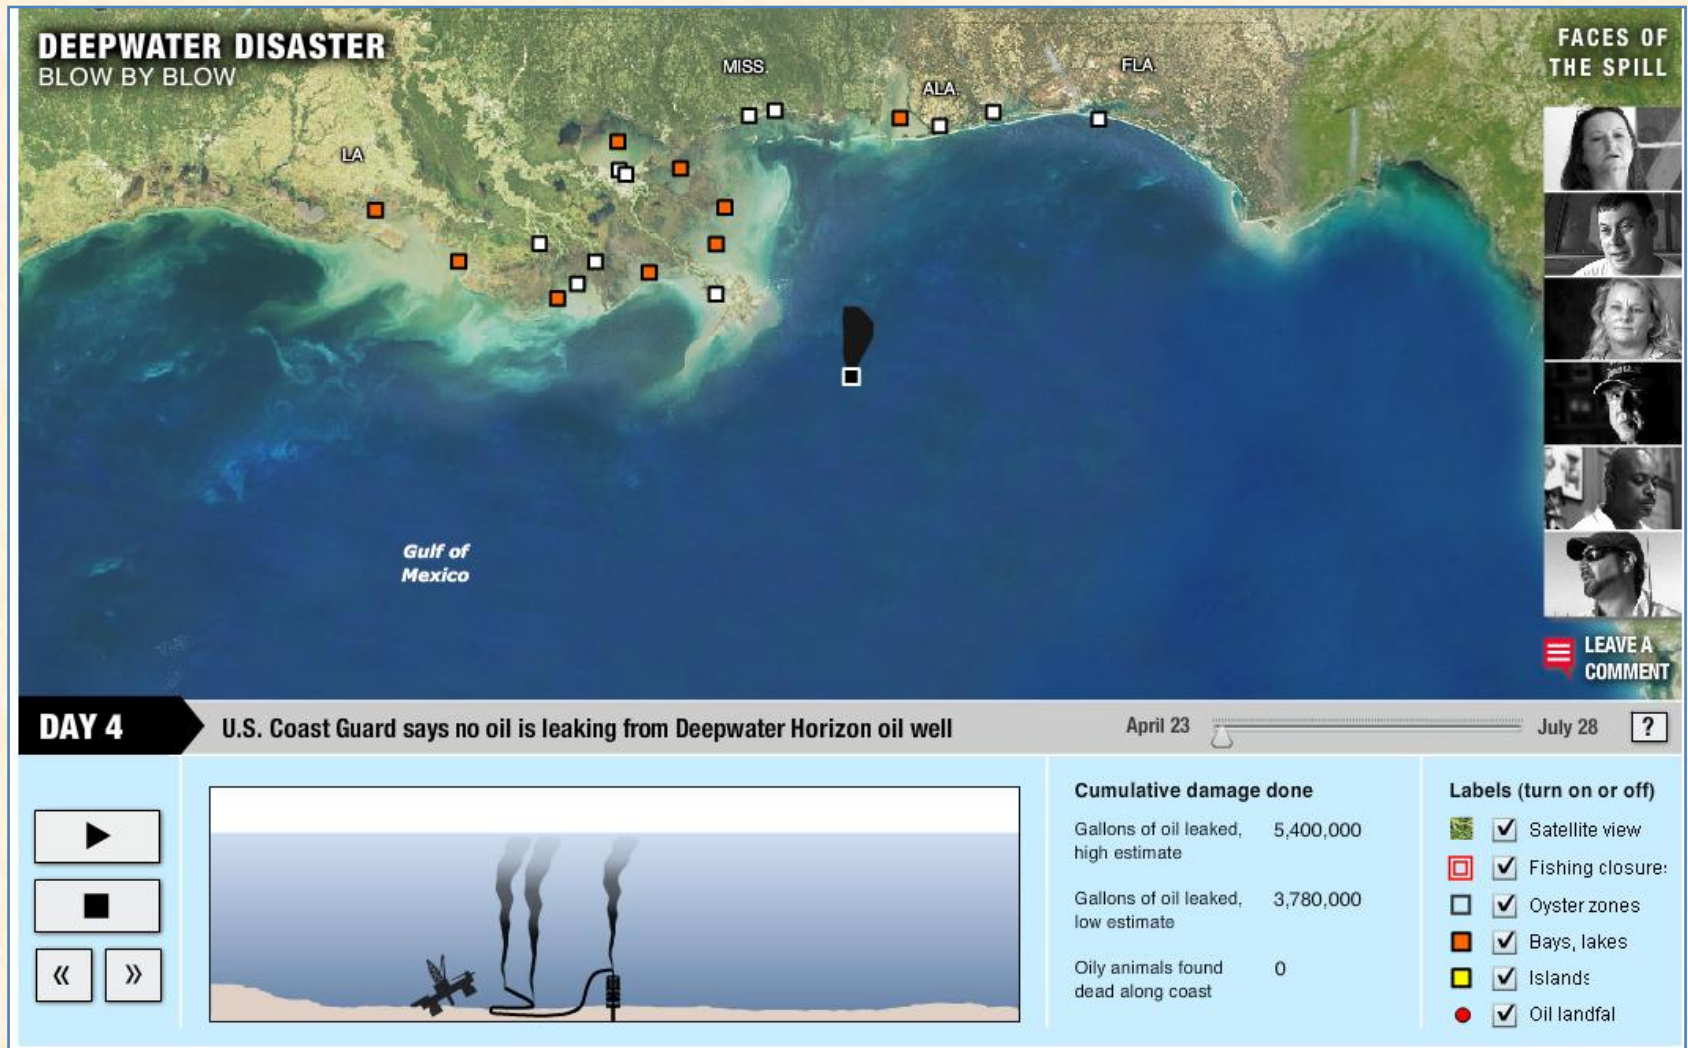 DEEPWATER DISASTER
BLOW BY BLOW
FACES OF
THE SPILL
MISS.
ALA.
FLA.
LA
Gulf of
Mexico
LEAVE A
COMMENT
DAY 4
U.S. Coast Guard says no oil is leaking from Deepwater Horizon oil well
April 23
July 28
?
Cumulative damage done
Gallons of oil leaked, high estimate 5,400,000
Gallons of oil leaked, low estimate 3,780,000
Oily animals found dead along coast 0
Labels (turn on or off)
Satellite view
Fishing closure:
Oyster zones
Bays, lakes
Islands
Oil landfal